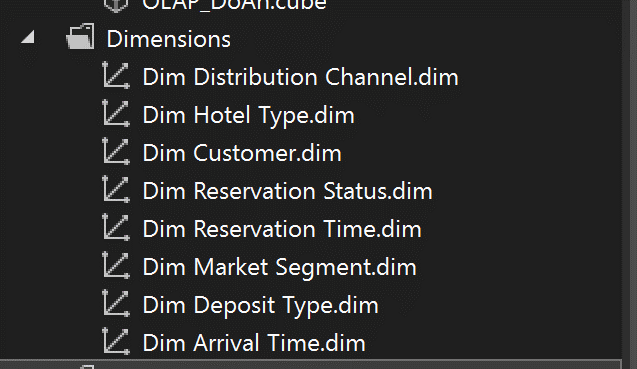 OLAP_DoAn.cube
Dimensions
Dim Distribution Channel.dim
Dim Hotel Type.dim
Dim Customer.dim
Dim Reservation Status.dim
Dim Reservation Time.dim
Dim Market Segment.dim
Dim Deposit Type.dim
Dim Arrival Time.dim